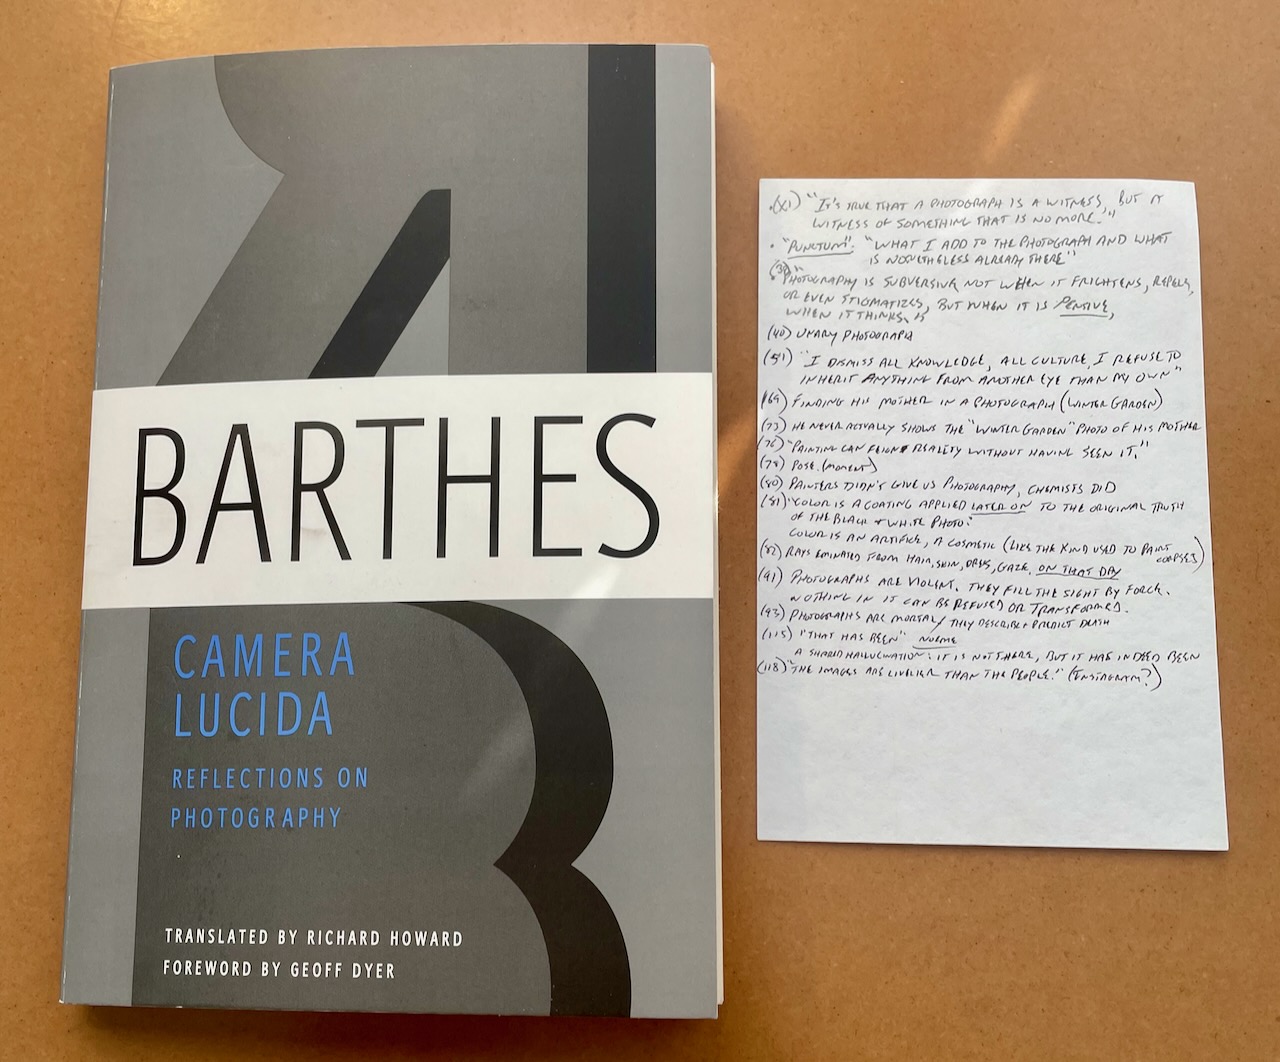 BARTHES
CAMERA
LUCIDA
REFLECTIONS ON
PHOTOGRAPHY
TRANSLATED BY RICHARD HOWARD
FOREWORD BY GEOFF DYER
• (XI) "IT'S TRUE THAT A PHOTOGRAPH IS A WITNESS, BUT A
WITNESS OF SOMETHING THAT IS NO MORE."
• "PUNCTUM": "WHAT I ADD TO THE PHOTOGRAPH AND WHAT
IS NONETHELESS ALREADY THERE"
"PHOTOGRAPHY IS SUBVERSIVE NOT WHEN IT FRIGHTENS, REPELS,
OR EVEN STIGMATIZES, BUT WHEN IT IS PENSIVE,
WHEN IT THINKS."
(40) UNARY PHOTOGRAPH
(51) "I DISMISS ALL KNOWLEDGE, ALL CULTURE, I REFUSE TO
INHERIT ANYTHING FROM ANOTHER EYE THAN MY OWN"
(69) FINDING HIS MOTHER IN A PHOTOGRAPH (WINTER GARDEN)
(73) HE NEVER ACTUALLY SHOWS THE "WINTER GARDEN" PHOTO OF HIS MOTHER
(76) "PAINTING CAN FEIGN REALITY WITHOUT HAVING SEEN IT."
(78) POSE. (MOMENT)
(80) PAINTERS DIDN'T GIVE US PHOTOGRAPHY, CHEMISTS DID
(81) "COLOR IS A COATING APPLIED LATER ON TO THE ORIGINAL TRUTH
OF THE BLACK + WHITE PHOTO."
COLOR IS AN ARTIFICE, A COSMETIC (LIKE THE KIND USED TO PAINT
CORPSES)
(82) RAYS EMINATED FROM HAIR, SKIN, DRESS, GAZE, ON THAT DAY
(91) PHOTOGRAPHS ARE VIOLENT. THEY FILL THE SIGHT BY FORCE.
NOTHING IN IT CAN BE REFUSED OR TRANSFORMED.
(93) PHOTOGRAPHS ARE MORTAL/ THEY DESCRIBE + PREDICT DEATH
(115) "THAT HAS BEEN" NOEME
A SHARED HALLUCINATION: IT IS NOT THERE, BUT IT HAS INDEED BEEN
(118) "THE IMAGES ARE LIVELIER THAN THE PEOPLE." (INSTAGRAM?)